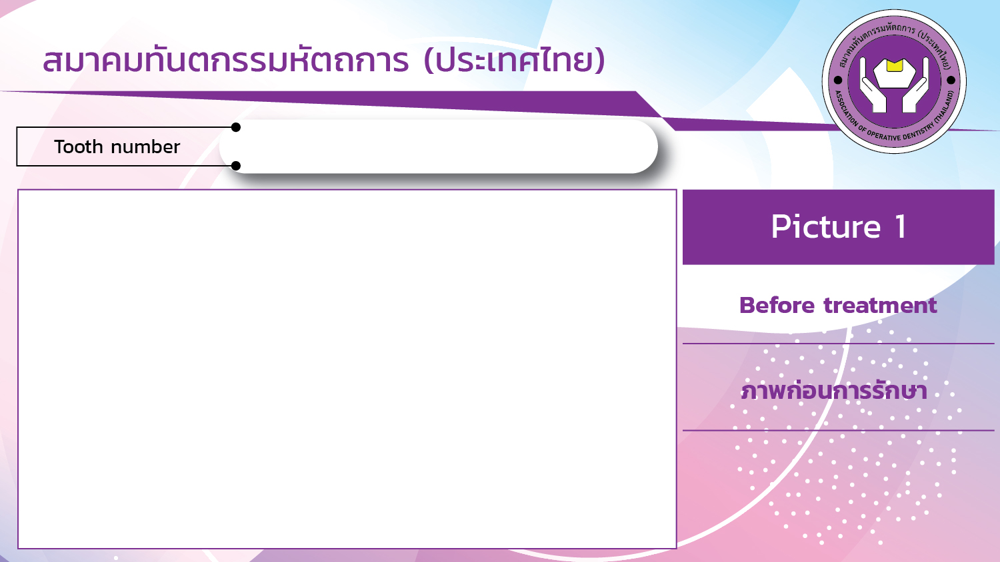 สมาคมทันตกรรมหัตถการ (ประเทศไทย)
สมาคมทันตกรรมหัตถการ (ประเทศไทย)
ASSOCIATION OF OPERATIVE DENTISTRY (THAILAND)
Tooth number
Picture 1
Before treatment
ภาพก่อนการรักษา